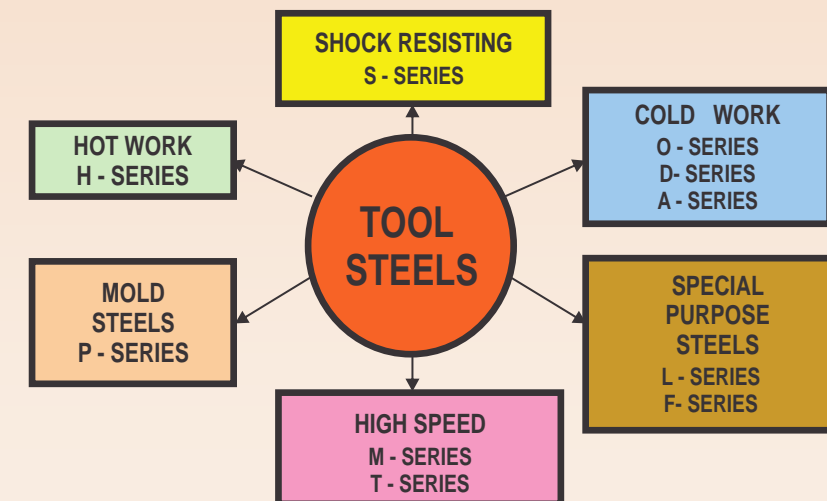 SHOCK RESISTING
S - SERIES
HOT WORK
H - SERIES
COLD WORK
O - SERIES
D- SERIES
A - SERIES
TOOL
STEELS
MOLD
STEELS
P - SERIES
SPECIAL
PURPOSE
STEELS
L - SERIES
F- SERIES
HIGH SPEED
M - SERIES
T - SERIES